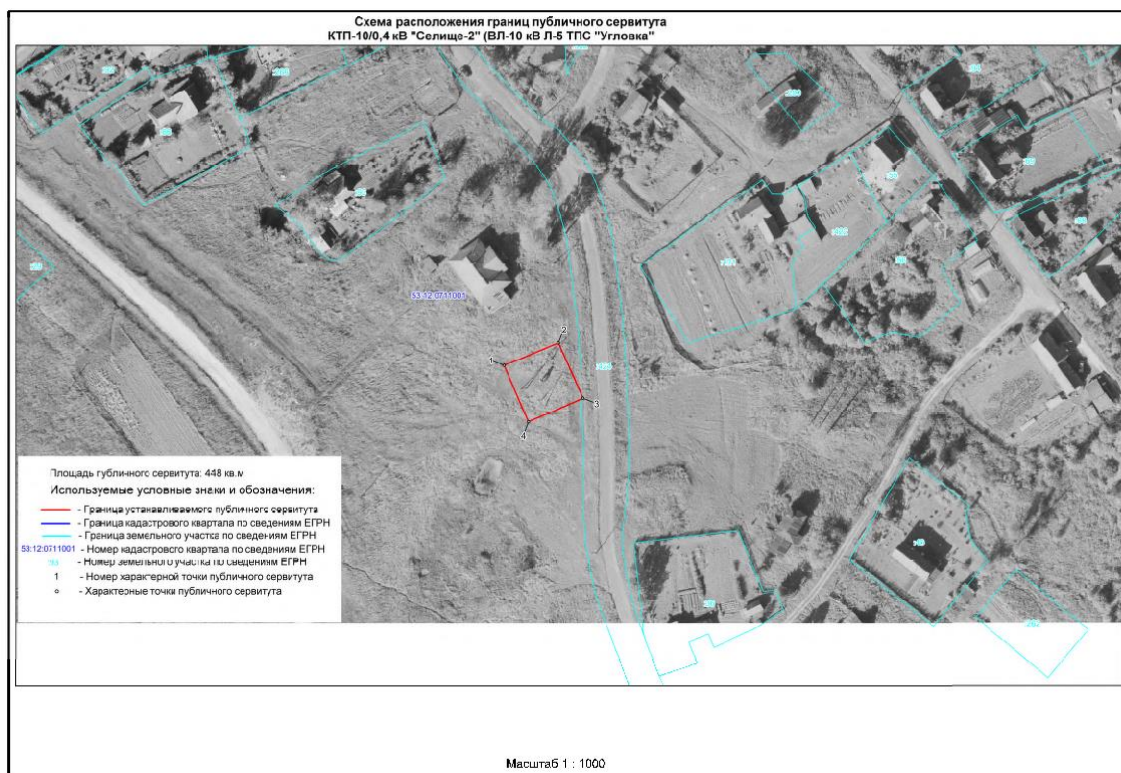 Схема расположения границ публичного сервитута
КТП-10/0,4 кВ "Селище-2" (ВЛ-10 кВ Л-5 ТПС "Угловка"
53:12:0711001
1
2
3
4
Площадь публичного сервитута: 448 кв.м
Используемые условные знаки и обозначения:
- Граница устанавливаемого публичного сервитута
- Граница кадастрового квартала по сведениям ЕГРН
- Граница земельного участка по сведениям ЕГРН
53:12:0711001 - Номер кадастрового квартала по сведениям ЕГРН
- Номер земельного участка по сведениям ЕГРН
1 - Номер характерной точки публичного сервитута
- Характерные точки публичного сервитута
Масштаб 1 : 1000